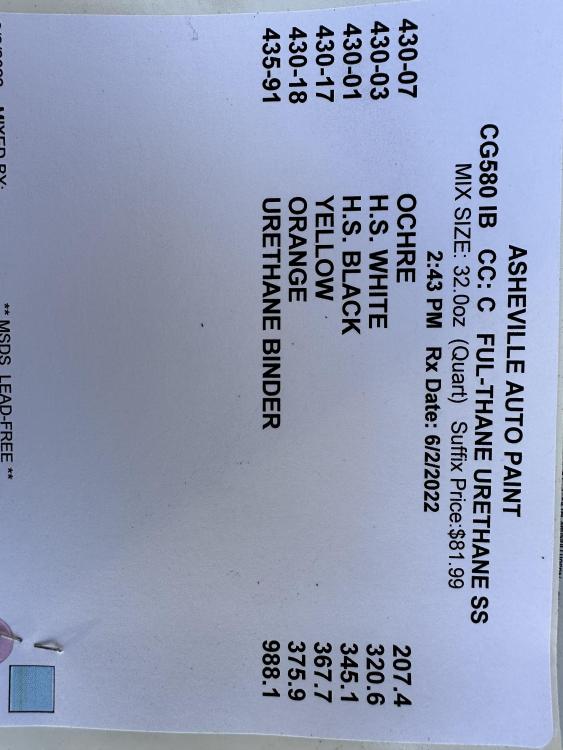 ASHEVILLE AUTO PAINT
CG580 IB CC: C FUL-THANE URETHANE SS
MIX SIZE: 32.0oz (Quart) Suffix Price:$81.99
2:43 PM Rx Date: 6/2/2022
430-07 OCHRE 207.4
430-03 H.S. WHITE 320.6
430-01 H.S. BLACK 345.1
430-17 YELLOW 367.7
430-18 ORANGE 375.9
435-91 URETHANE BINDER 988.1
MIXED BY:
** MSDS LEAD-FREE **